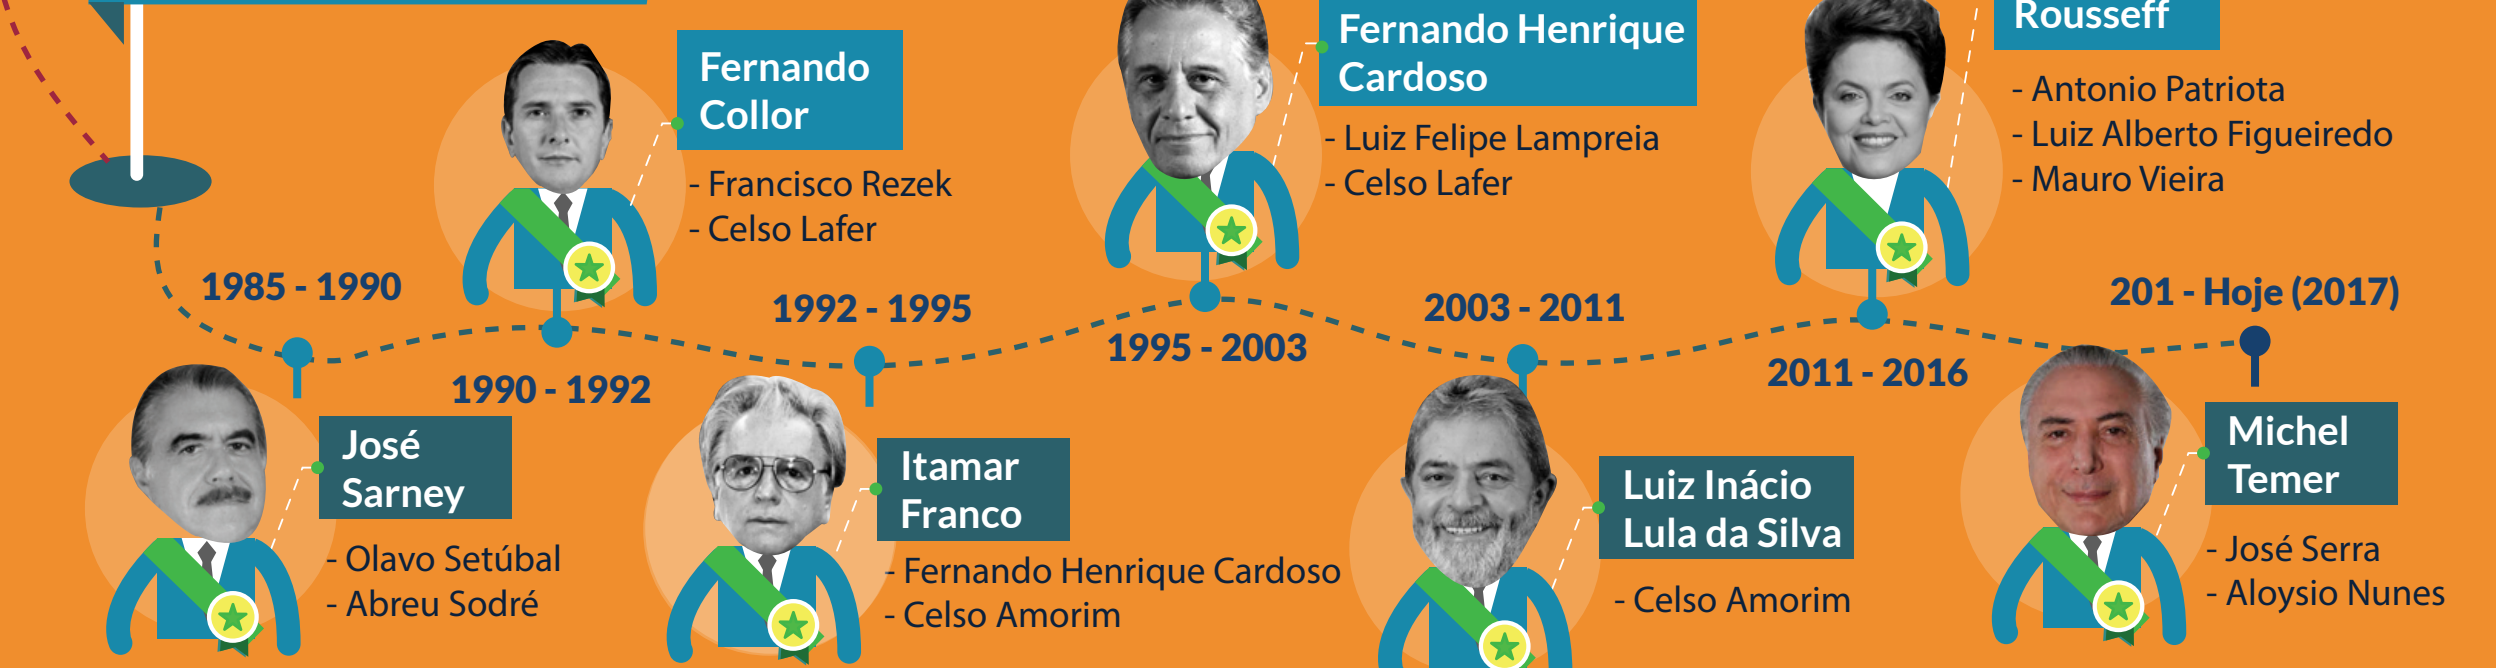 1985 - 1990
José
Sarney
- Olavo Setúbal
- Abreu Sodré
Fernando
Collor
- Francisco Rezek
- Celso Lafer
1990 - 1992
1992 - 1995
Itamar
Franco
- Fernando Henrique Cardoso
- Celso Amorim
Fernando Henrique
Cardoso
- Luiz Felipe Lampreia
- Celso Lafer
1995 - 2003
2003 - 2011
Luiz Inácio
Lula da Silva
- Celso Amorim
Rousseff
- Antonio Patriota
- Luiz Alberto Figueiredo
- Mauro Vieira
2011 - 2016
201 - Hoje (2017)
Michel
Temer
- José Serra
- Aloysio Nunes